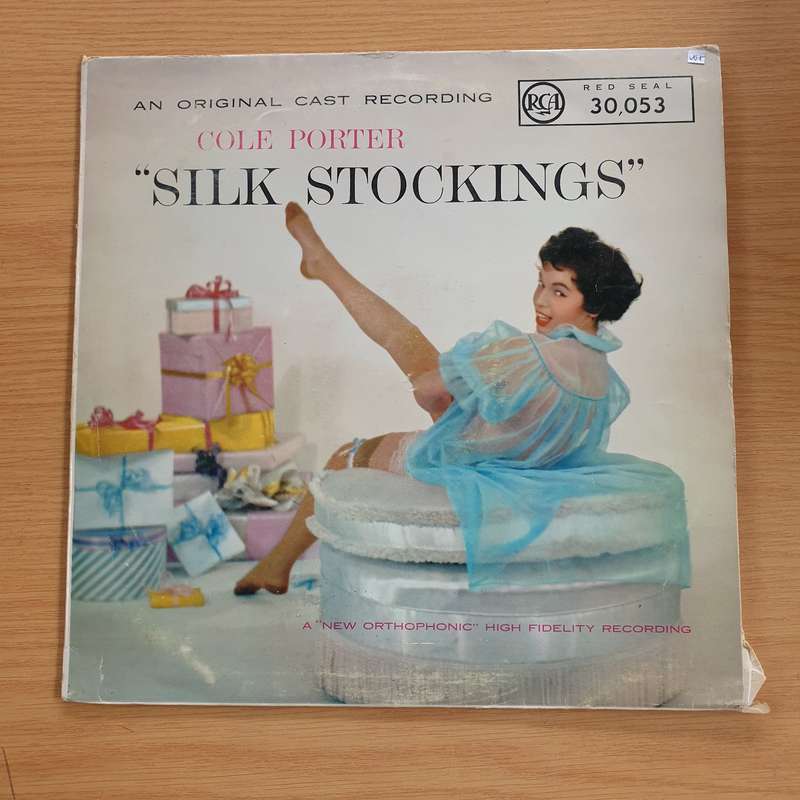 AN ORIGINAL CAST RECORDING
RCA
RED SEAL
30,053
COLE PORTER
“SILK STOCKINGS”
A "NEW ORTHOPHONIC" HIGH FIDELITY RECORDING